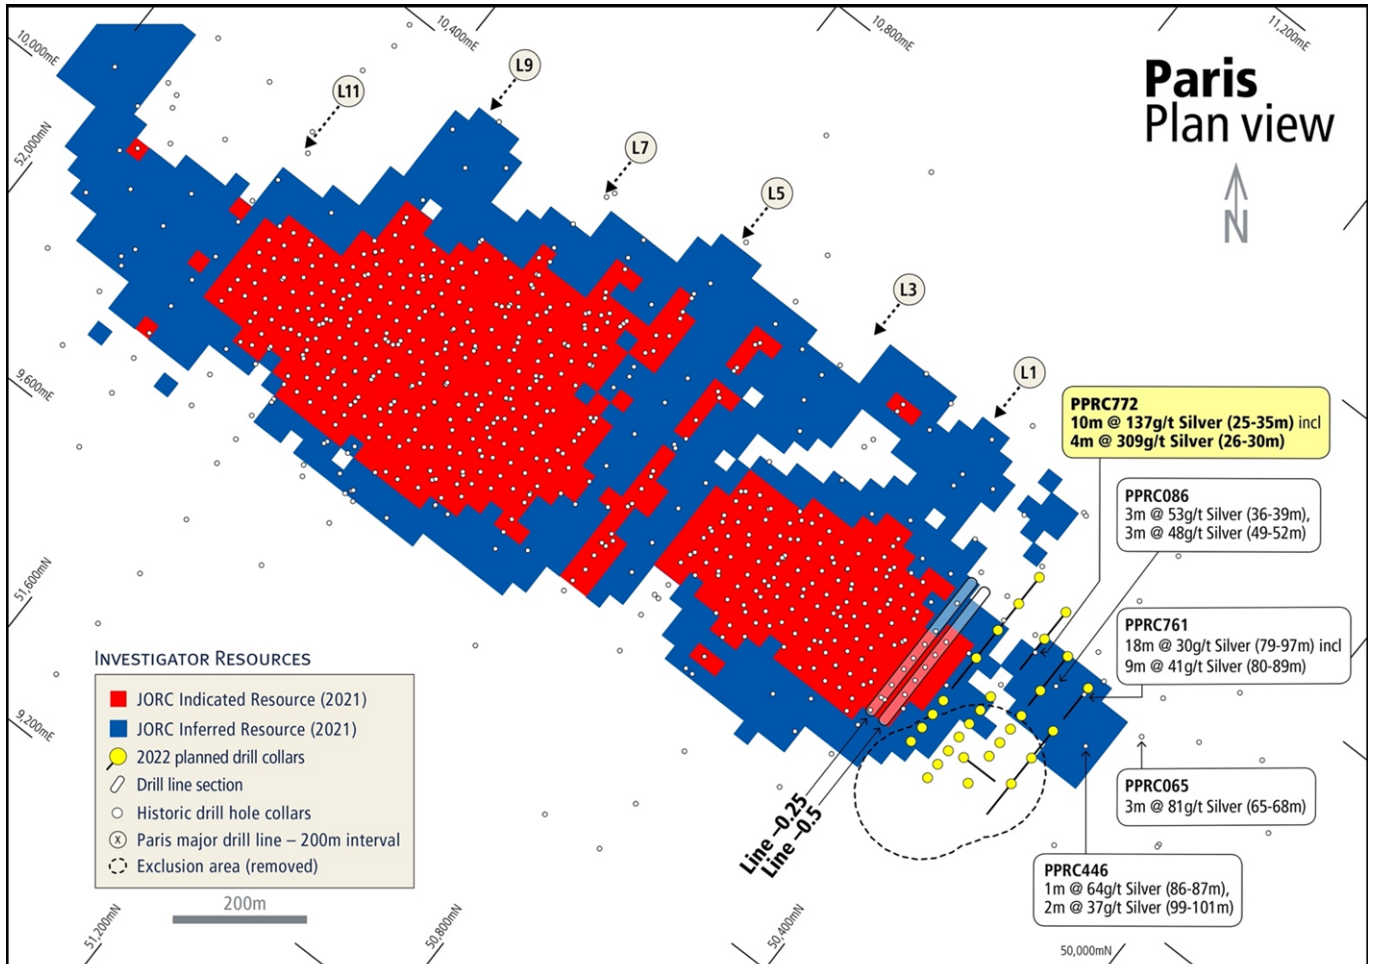 10,000mE
10,400mE
10,800mE
11,200mE
Paris
Plan view
N
52,000mN
L11
L9
L7
L5
L3
L1
9,600mE
PPRC772
10m @ 137g/t Silver (25-35m) incl
4m @ 309g/t Silver (26-30m)
PPRC086
3m @ 53g/t Silver (36-39m),
3m @ 48g/t Silver (49-52m)
51,600mN
PPRC761
18m @ 30g/t Silver (79-97m) incl
9m @ 41g/t Silver (80-89m)
9,200mE
INVESTIGATOR RESOURCES
JORC Indicated Resource (2021)
JORC Inferred Resource (2021)
2022 planned drill collars
Drill line section
Historic drill hole collars
X Paris major drill line – 200m interval
Exclusion area (removed)
200m
Line –0.25
Line –0.5
PPRC065
3m @ 81g/t Silver (65-68m)
PPRC446
1m @ 64g/t Silver (86-87m),
2m @ 37g/t Silver (99-101m)
51,200mN
50,800mN
50,400mN
50,000mN